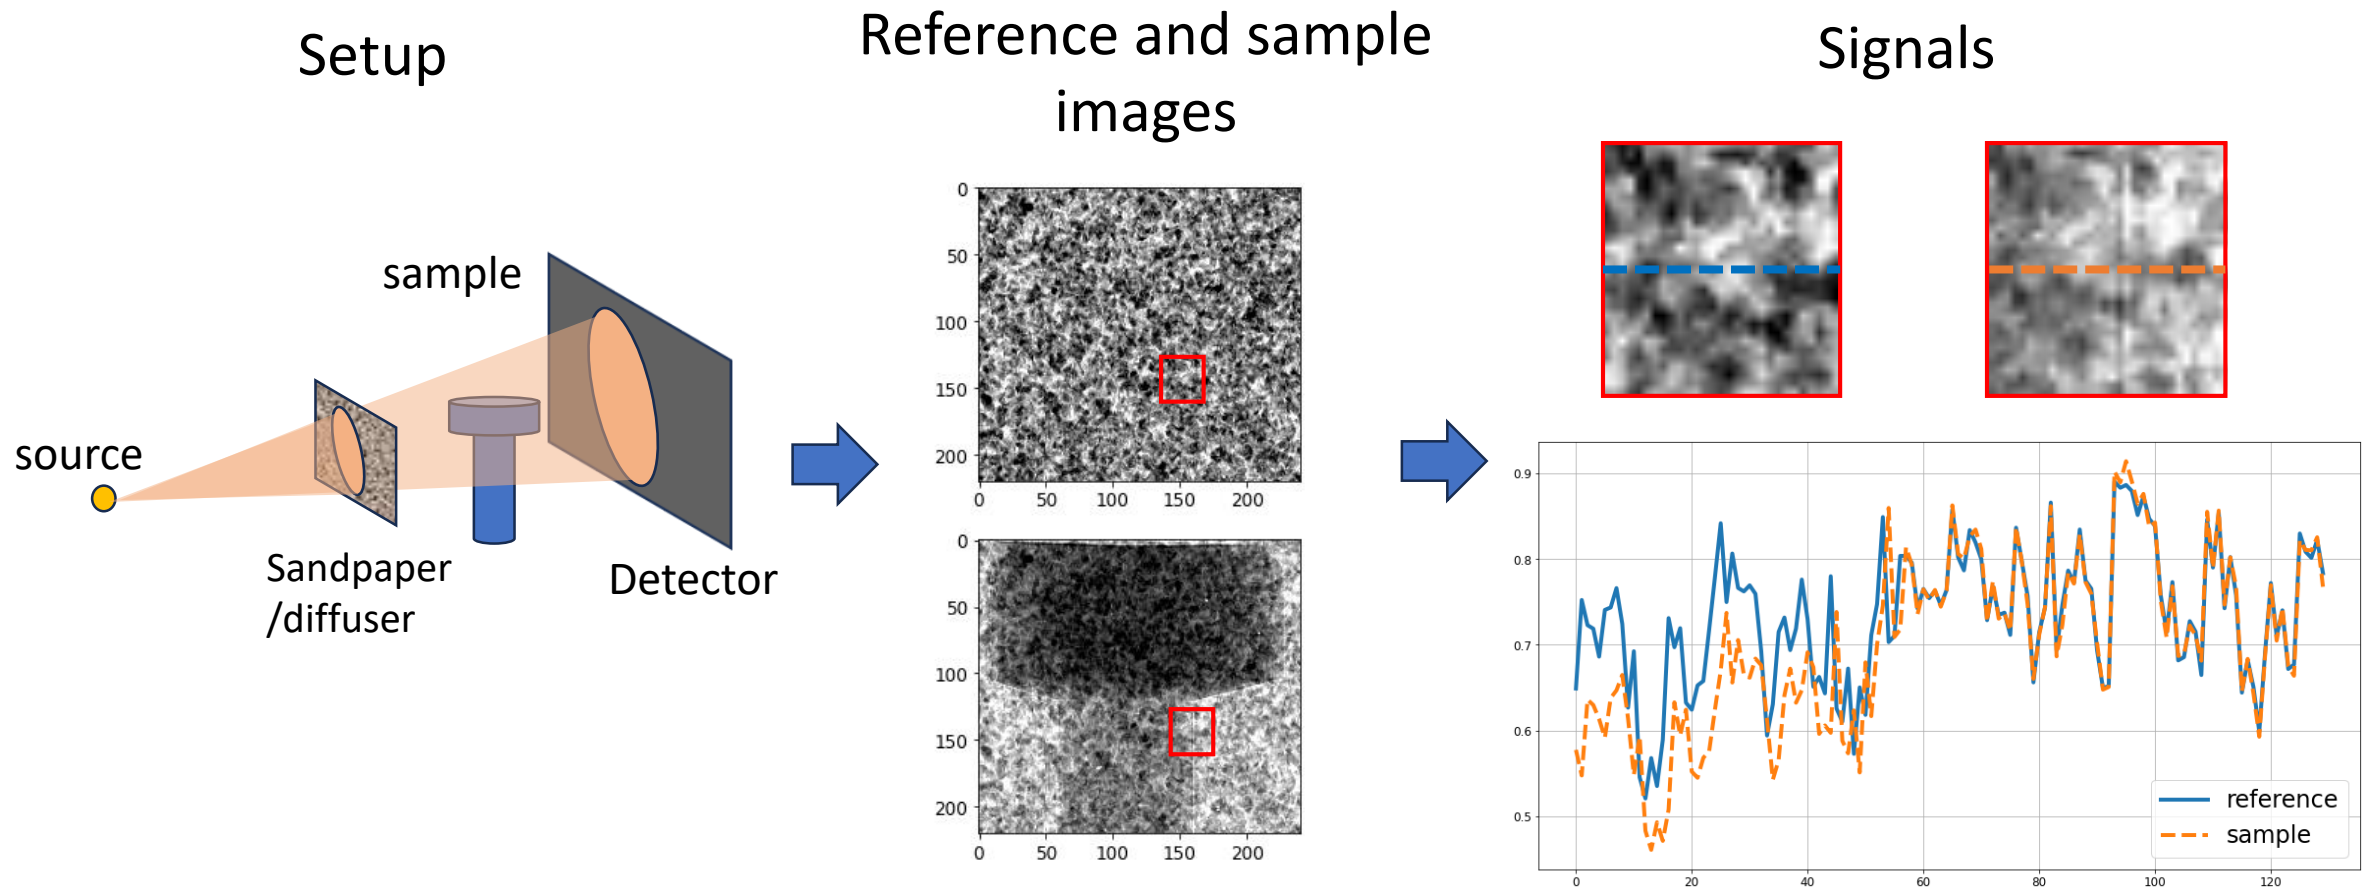 Setup
Reference and sample
images
Signals
sample
source
Sandpaper
/diffuser
Detector
0
50
100
150
200
0
50
100
150
200
0
50
100
150
200
0
50
100
150
200
0.9
0.8
0.7
0.6
0.5
0
20
40
60
80
100
120
reference
sample